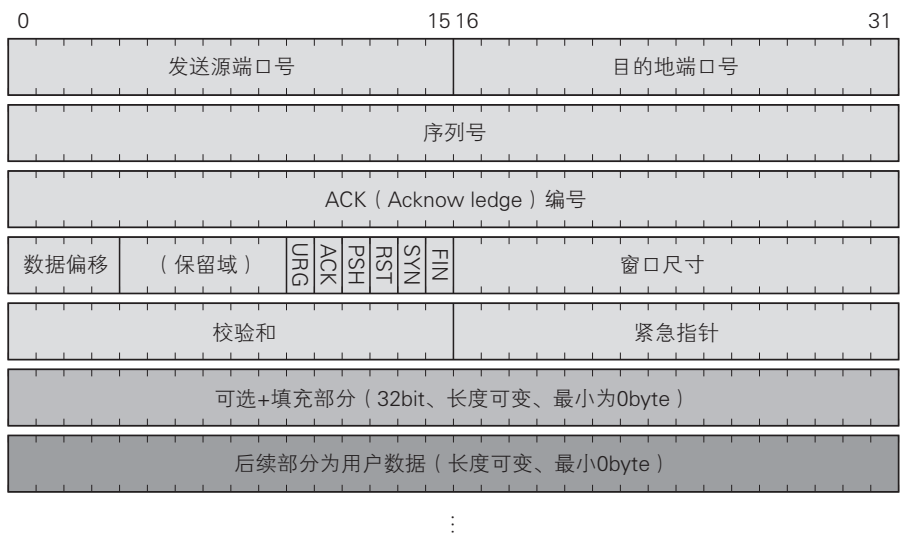 0 15 16 31
发送源端口号 目的地端口号
序列号
ACK（Acknow ledge）编号
数据偏移 （保留域） URG ACK PSH RST SYN FIN 窗口尺寸
校验和 紧急指针
可选+填充部分（32bit、长度可变、最小为0byte）
后续部分为用户数据（长度可变、最小0byte）
⋮